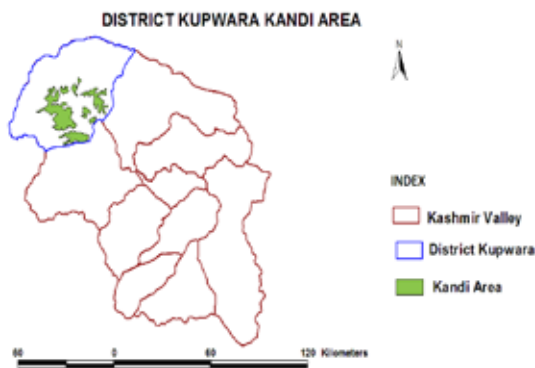 DISTRICT KUPWARA KANDI AREA
N
INDEX
Kashmir Valley
District Kupwara
Kandi Area
60 0 60 120 Kilometers